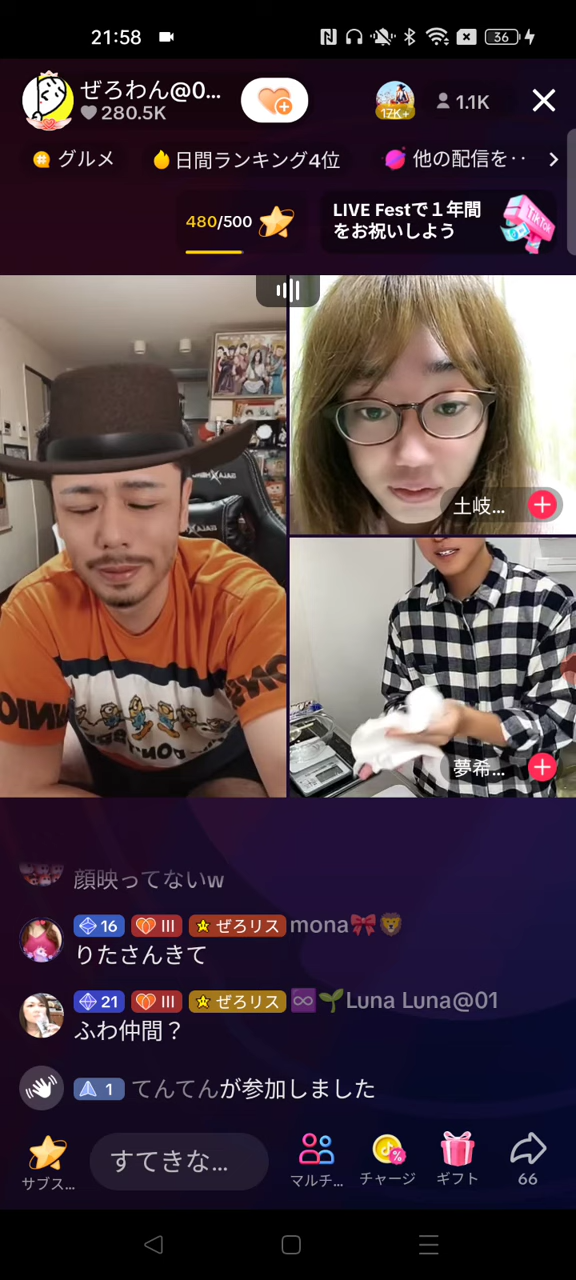 21:58
36
ぜろわん@0...
280.5K
17K+
1.1K
グルメ
日間ランキング4位
他の配信を‥
480/500
LIVE Festで１年間
をお祝いしよう
TikTok
土岐...
夢希...
顔映ってないw
16 III ぜろリス mona🎀🦁
りたさんきて
21 III ぜろリス ♾️🌱Luna Luna@01
ふわ仲間？
1 てんてんが参加しました
サブス...
すてきな...
マルチ...
チャージ
ギフト
66